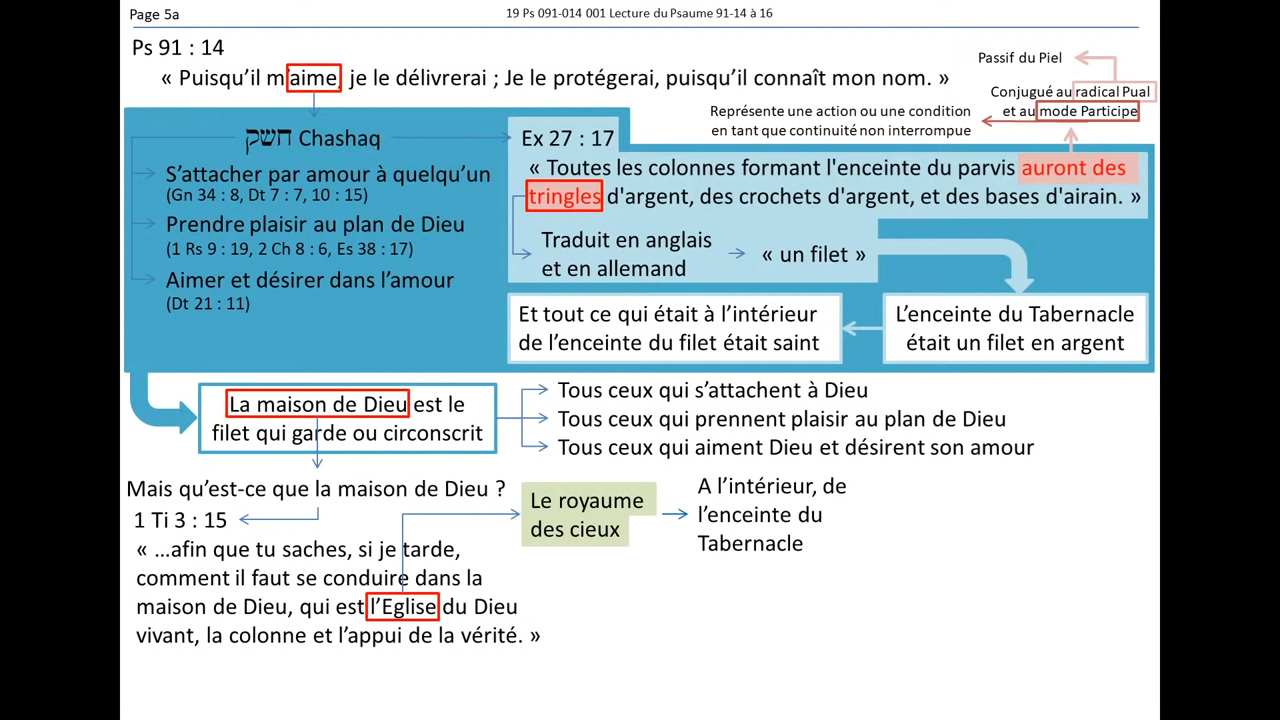 Page 5a
19 Ps 091-014 001 Lecture du Psaume 91-14 à 16
Ps 91 : 14
« Puisqu’il m’aime, je le délivrerai ; Je le protégerai, puisqu’il connaît mon nom. »
Passif du Piel
Conjugué au radical Pual
et au mode Participe
Représente une action ou une condition
en tant que continuité non interrompue
חשק Chashaq
S’attacher par amour à quelqu’un
(Gn 34 : 8, Dt 7 : 7, 10 : 15)
Prendre plaisir au plan de Dieu
(1 Rs 9 : 19, 2 Ch 8 : 6, Es 38 : 17)
Aimer et désirer dans l’amour
(Dt 21 : 11)
Ex 27 : 17
« Toutes les colonnes formant l'enceinte du parvis auront des
tringles d'argent, des crochets d'argent, et des bases d'airain. »
Traduit en anglais
et en allemand
« un filet »
L’enceinte du Tabernacle
était un filet en argent
Et tout ce qui était à l’intérieur
de l’enceinte du filet était saint
La maison de Dieu est le
filet qui garde ou circonscrit
Tous ceux qui s’attachent à Dieu
Tous ceux qui prennent plaisir au plan de Dieu
Tous ceux qui aiment Dieu et désirent son amour
Mais qu’est-ce que la maison de Dieu ?
1 Ti 3 : 15
« …afin que tu saches, si je tarde,
comment il faut se conduire dans la
maison de Dieu, qui est l’Eglise du Dieu
vivant, la colonne et l’appui de la vérité. »
Le royaume
des cieux
A l’intérieur, de
l’enceinte du
Tabernacle